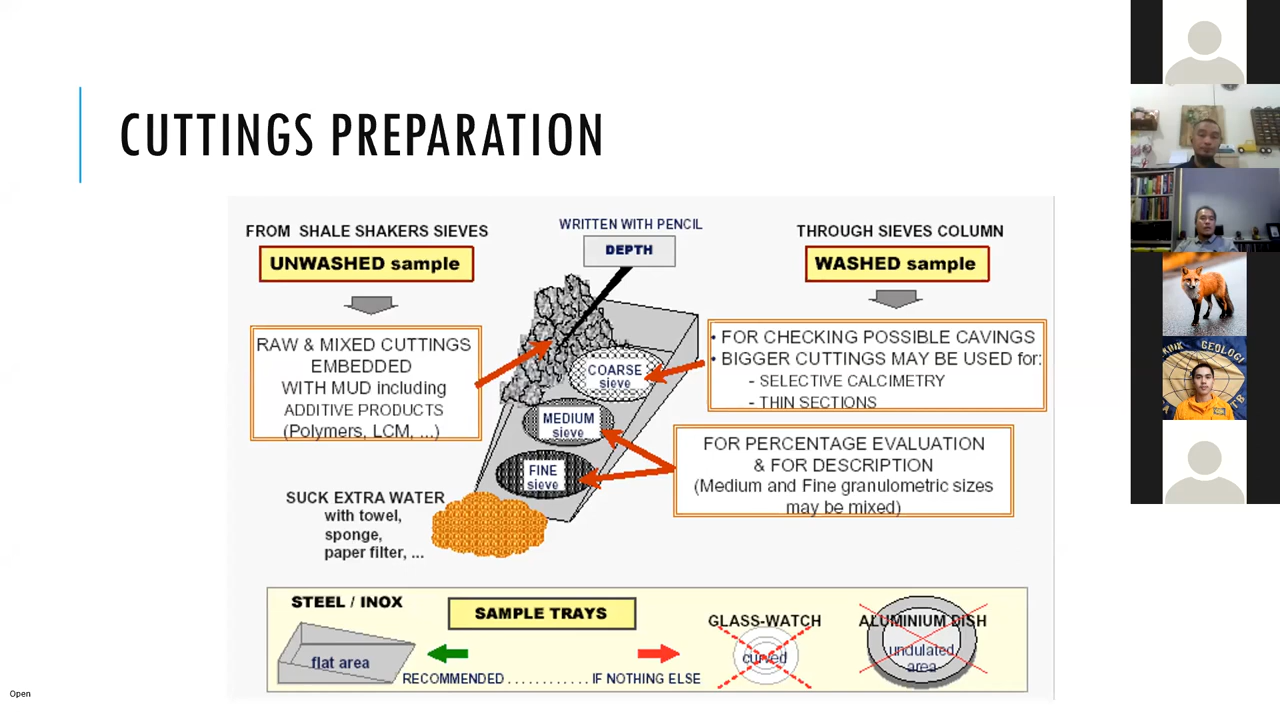 CUTTINGS PREPARATION
FROM SHALE SHAKERS SIEVES
UNWASHED sample
RAW & MIXED CUTTINGS
EMBEDDED
WITH MUD including
ADDITIVE PRODUCTS
(Polymers, LCM, ...)
WRITTEN WITH PENCIL
DEPTH
THROUGH SIEVES COLUMN
WASHED sample
• FOR CHECKING POSSIBLE CAVINGS
• BIGGER CUTTINGS MAY BE USED for:
- SELECTIVE CALCIMETRY
- THIN SECTIONS
COARSE
sieve
MEDIUM
sieve
FINE
sieve
FOR PERCENTAGE EVALUATION
& FOR DESCRIPTION
(Medium and Fine granulometric sizes
may be mixed)
SUCK EXTRA WATER
with towel,
sponge,
paper filter, ...
STEEL / INOX
flat area
SAMPLE TRAYS
RECOMMENDED . . . . . . . . . . . . IF NOTHING ELSE
GLASS-WATCH
curved
ALUMINIUM DISH
undulated
area
Open
GEOLOGI